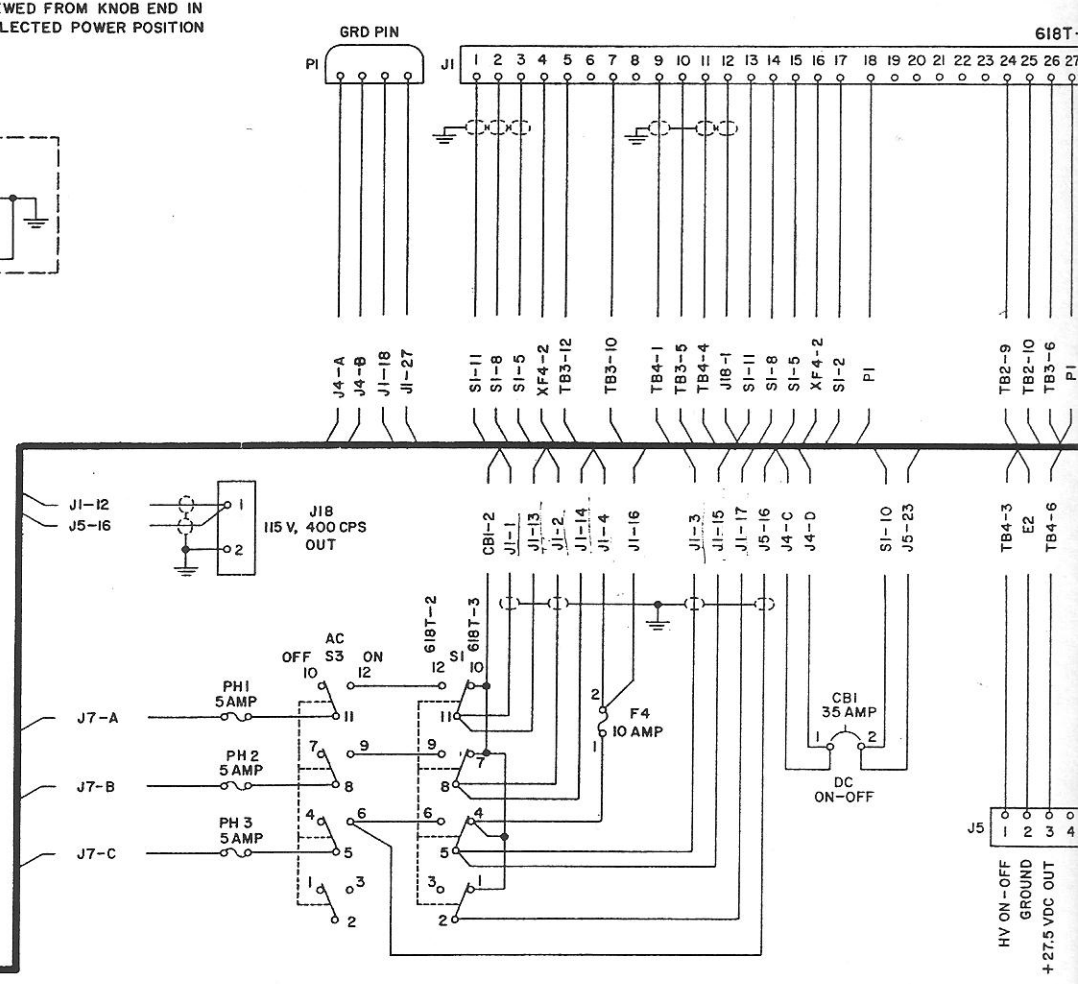 EWED FROM KNOB END IN
LECTED POWER POSITION
GRD PIN
618T-
P1
J1
1 2 3 4 5 6 7 8 9 10 11 12 13 14 15 16 17 18 19 20 21 22 23 24 25 26 27
J4-A
J4-B
J1-18
J1-27
S1-11
S1-8
S1-5
XF4-2
TB3-12
TB3-10
TB4-1
TB3-5
TB4-4
J18-1
S1-11
S1-8
S1-5
XF4-2
S1-2
P1
TB2-9
TB2-10
TB3-6
P1
J1-12
J5-16
1
2
J18
115 V, 400 CPS
OUT
CB1-2
J1-1
J1-13
J1-2
J1-14
J1-4
J1-16
J1-3
J1-15
J1-17
J5-16
J4-C
J4-D
S1-10
J5-23
TB4-3
E2
TB4-6
AC
OFF S3 ON
10 12
618T-2
S1
618T-3
12 10
PH1
5 AMP
J7-A
11
11
PH 2
5 AMP
J7-B
7 9 9 7
8 8
PH 3
5 AMP
J7-C
4 6 6 4
5 5
1 3 3 1
2 2
2
F4
10 AMP
1
CB1
35 AMP
1 2
DC
ON-OFF
J5
1 2 3 4
HV ON-OFF
GROUND
+27.5 VDC OUT